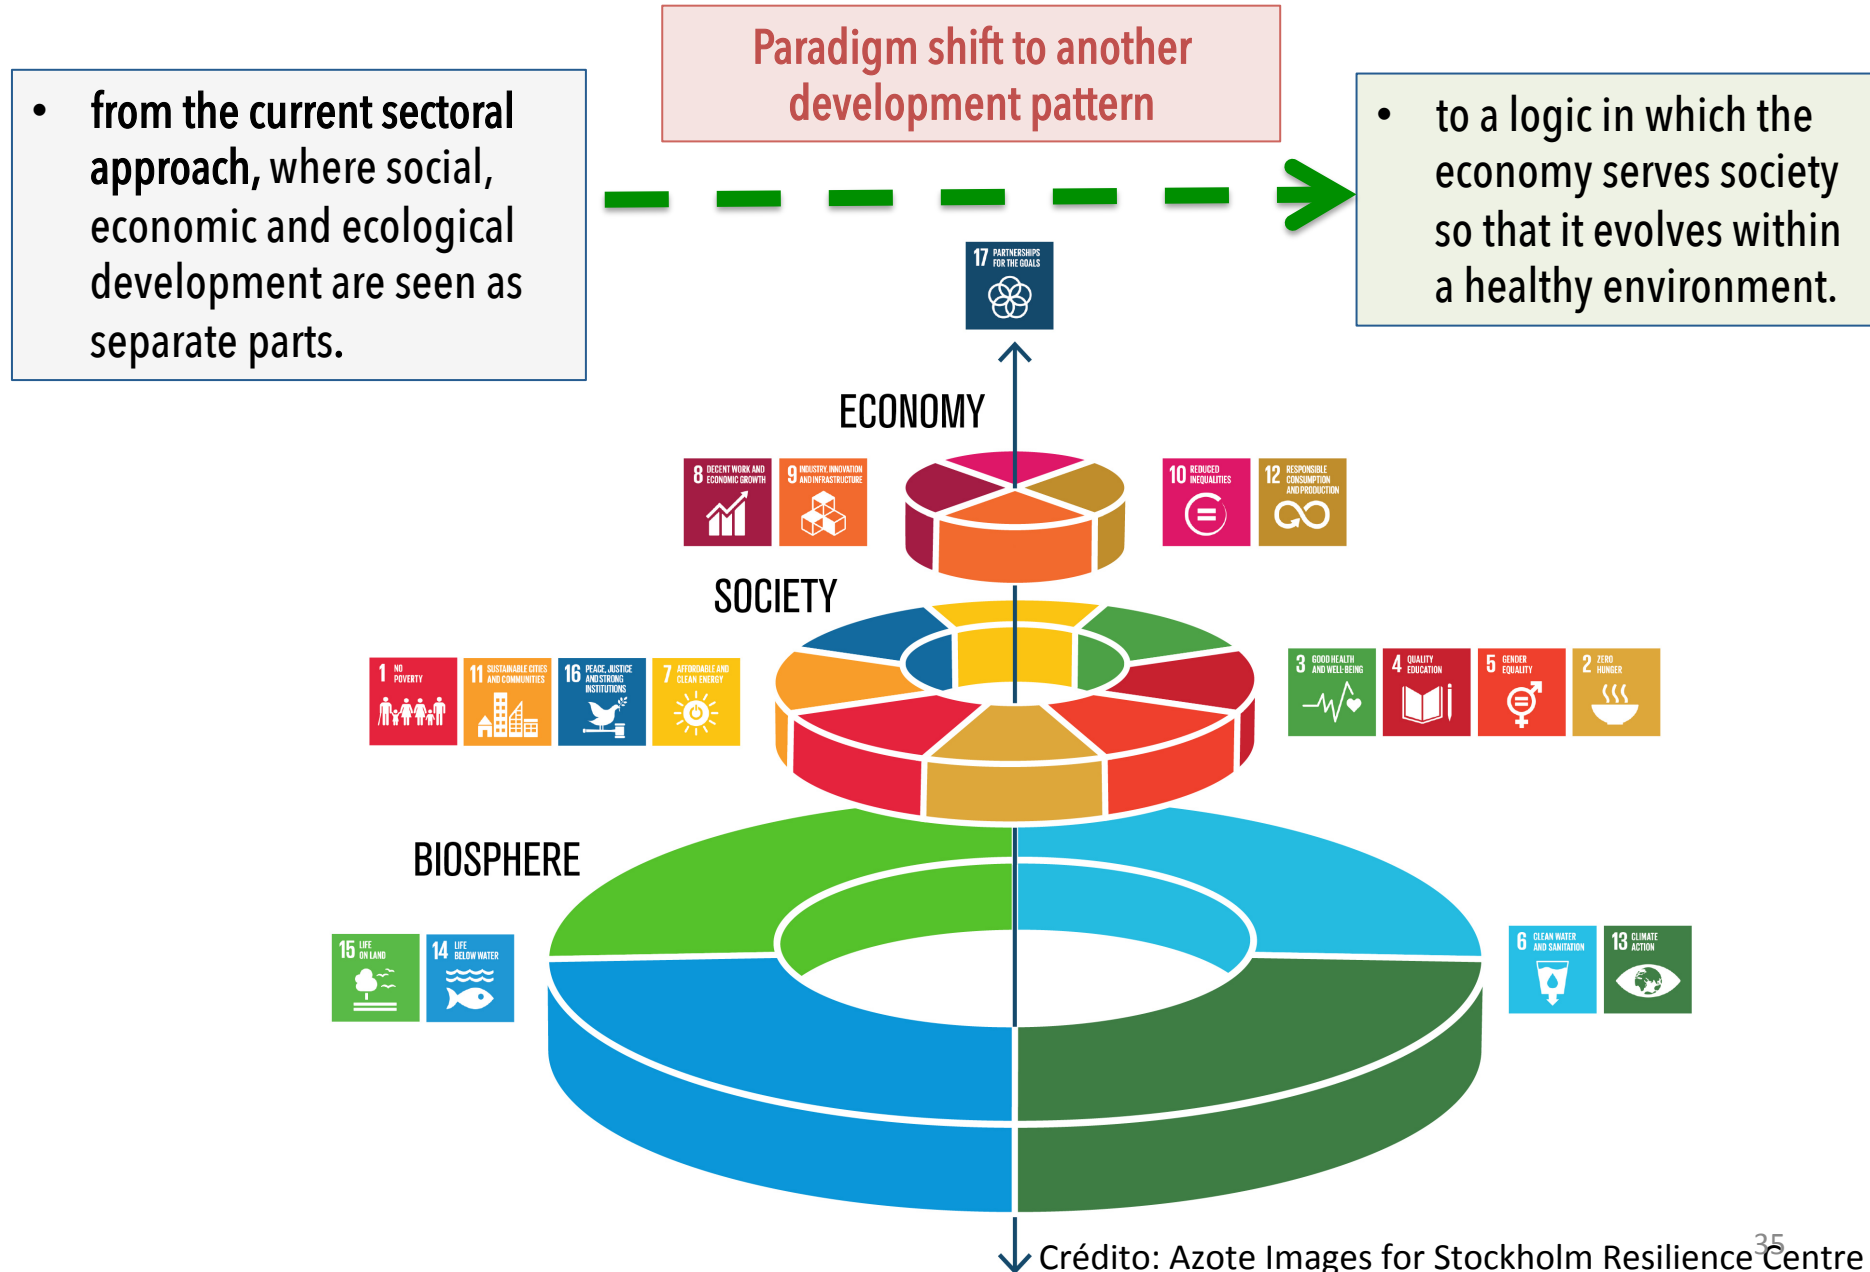 Paradigm shift to another
development pattern
• from the current sectoral
approach, where social,
economic and ecological
development are seen as
separate parts.
• to a logic in which the
economy serves society
so that it evolves within
a healthy environment.
17 PARTNERSHIPS
FOR THE GOALS
ECONOMY
8 DECENT WORK AND
ECONOMIC GROWTH
9 INDUSTRY, INNOVATION
AND INFRASTRUCTURE
10 REDUCED
INEQUALITIES
12 RESPONSIBLE
CONSUMPTION
AND PRODUCTION
SOCIETY
1 NO
POVERTY
11 SUSTAINABLE CITIES
AND COMMUNITIES
16 PEACE, JUSTICE
AND STRONG
INSTITUTIONS
7 AFFORDABLE AND
CLEAN ENERGY
3 GOOD HEALTH
AND WELL-BEING
4 QUALITY
EDUCATION
5 GENDER
EQUALITY
2 ZERO
HUNGER
BIOSPHERE
15 LIFE
ON LAND
14 LIFE
BELOW WATER
6 CLEAN WATER
AND SANITATION
13 CLIMATE
ACTION
Crédito: Azote Images for Stockholm Resilience Centre
35